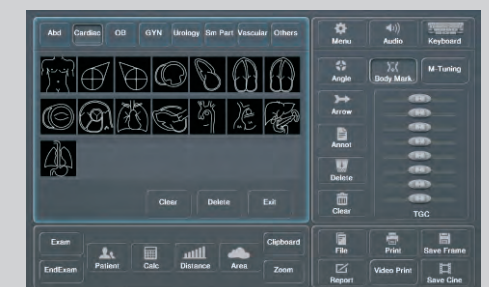 Abd Cardiac OB GYN Urology Sm Part Vascular Others
Clear Delete Exit
Menu Audio Keyboard
Angle Body Mark M-Tuning
Arrow
Annot
Delete
Clear TGC
Exam Clipboard
EndExam Patient Calc Distance Area Zoom
File Print Save Frame
Report Video Print Save Cine